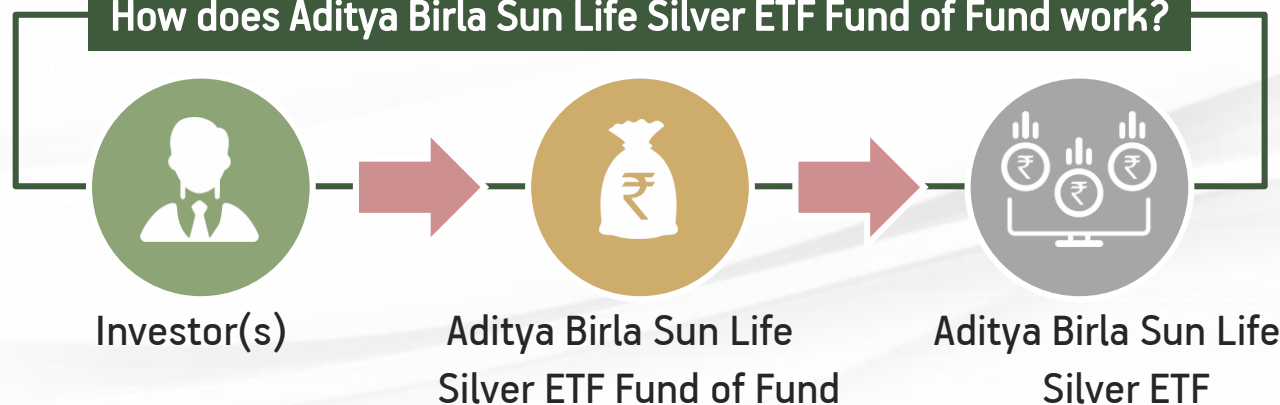 How does Aditya Birla Sun Life Silver ETF Fund of Fund work?
₹
₹
₹
₹
Investor(s)
Aditya Birla Sun Life
Silver ETF Fund of Fund
Aditya Birla Sun Life
Silver ETF